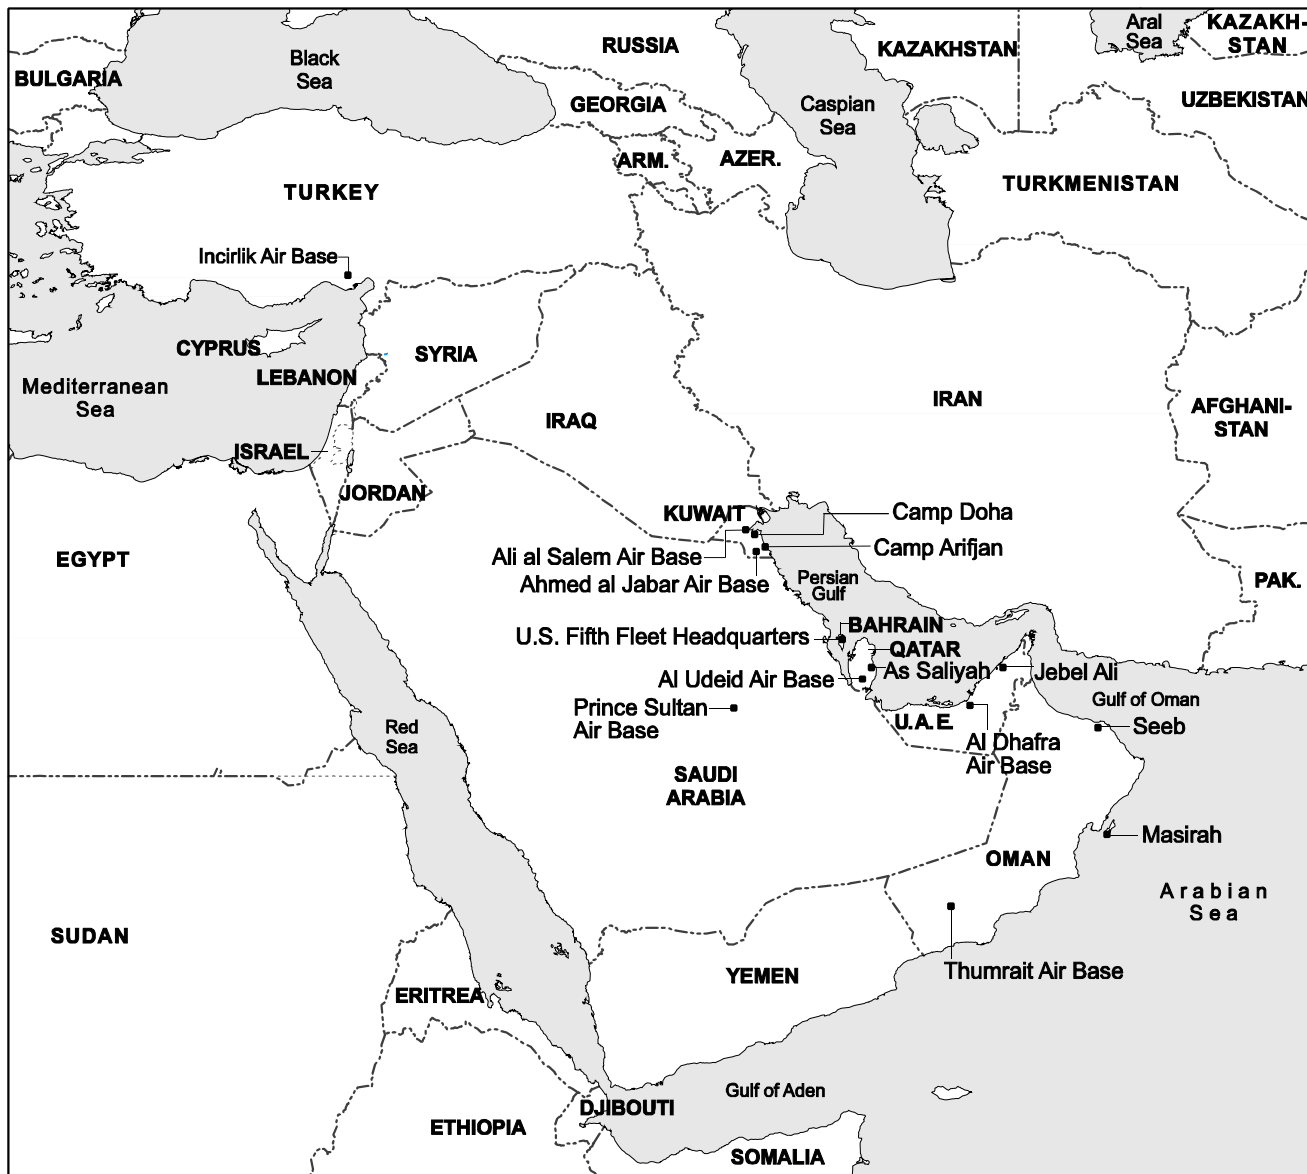 RUSSIA
KAZAKHSTAN
Aral
Sea
KAZAKH-
STAN
BULGARIA
Black
Sea
GEORGIA
Caspian
Sea
UZBEKISTAN
ARM.
AZER.
TURKEY
TURKMENISTAN
Incirlik Air Base
CYPRUS
SYRIA
LEBANON
Mediterranean
Sea
IRAQ
IRAN
AFGHANI-
STAN
ISRAEL
JORDAN
KUWAIT
Camp Doha
Ali al Salem Air Base
Camp Arifjan
EGYPT
Ahmed al Jabar Air Base
Persian
Gulf
PAK.
U.S. Fifth Fleet Headquarters
BAHRAIN
QATAR
Al Udeid Air Base
As Saliyah
Jebel Ali
Prince Sultan
Air Base
Gulf of Oman
U.A.E.
Seeb
Red
Sea
Al Dhafra
Air Base
SAUDI
ARABIA
Masirah
OMAN
Arabian
Sea
SUDAN
YEMEN
Thumrait Air Base
ERITREA
Gulf of Aden
DJIBOUTI
ETHIOPIA
SOMALIA